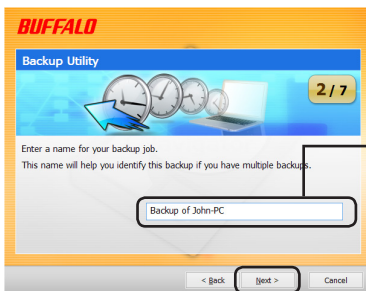 BUFFALO
Backup Utility
2 / 7
Enter a name for your backup job.
This name will help you identify this backup if you have multiple backups.
Backup of John-PC
< Back
Next >
Cancel